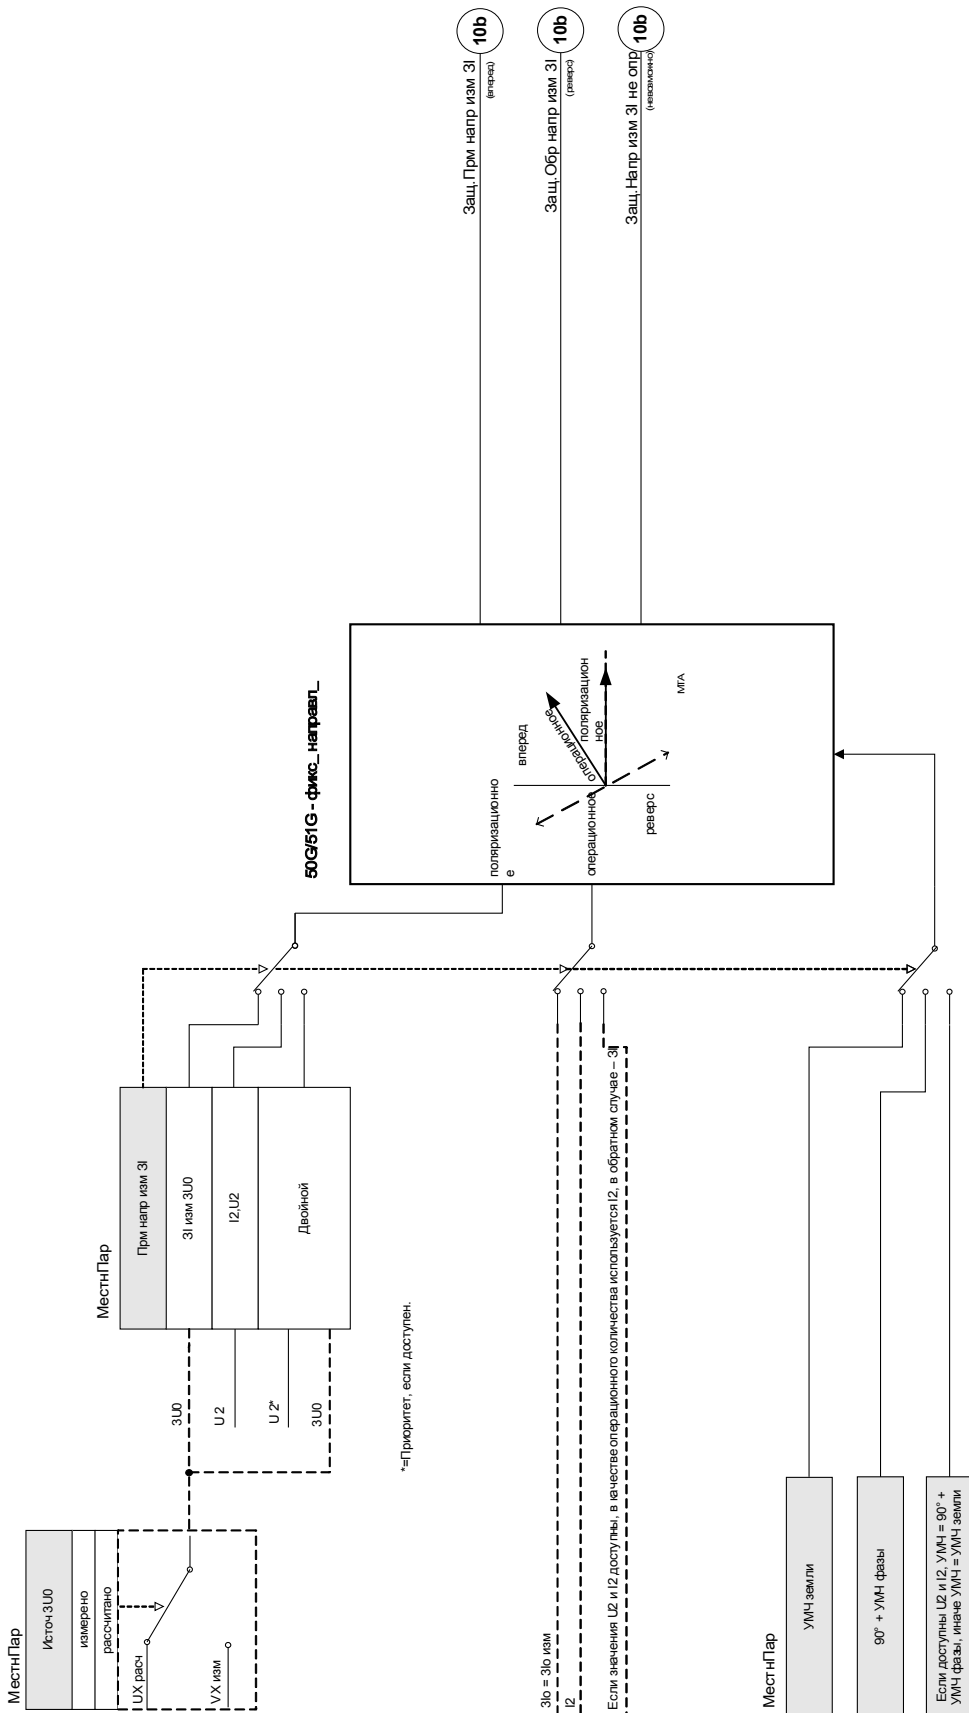 МестнПар
Источ 3U0
измерено
рассчитано
UX расч
VX изм
3U0
U 2
U 2*
3U0
МестнПар
Прм напр изм 3I
3I изм 3U0
I2,U2
Двойной
*=Приоритет, если доступен.
50G/51G - фикс_направл_
поляризационно
е
операционное
вперед
операционное
поляризацион
ное
реверс
МТА
Защ.Прм напр изм 3I
(вперед)
10b
Защ.Обр напр изм 3I
(реверс)
10b
Защ.Напр изм 3I не опр
(невозможно)
10b
3Io = 3Io изм
I2
Если значения U2 и I2 доступны, в качестве операционного количества используется I2, в обратном случае – 3I
МестнПар
УМЧ земли
90° + УМЧ фазы
Если доступны U2 и I2, УМЧ = 90° +
УМЧ фазы, иначе УМЧ = УМЧ земли